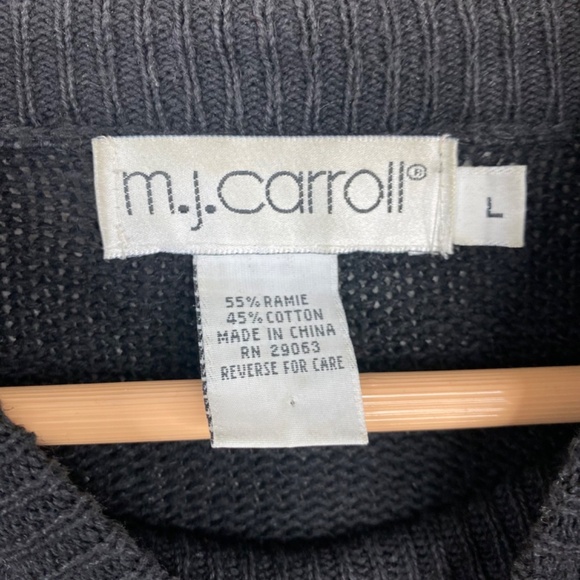 m.j.carroll®
L
55% RAMIE
45% COTTON
MADE IN CHINA
RN 29063
REVERSE FOR CARE